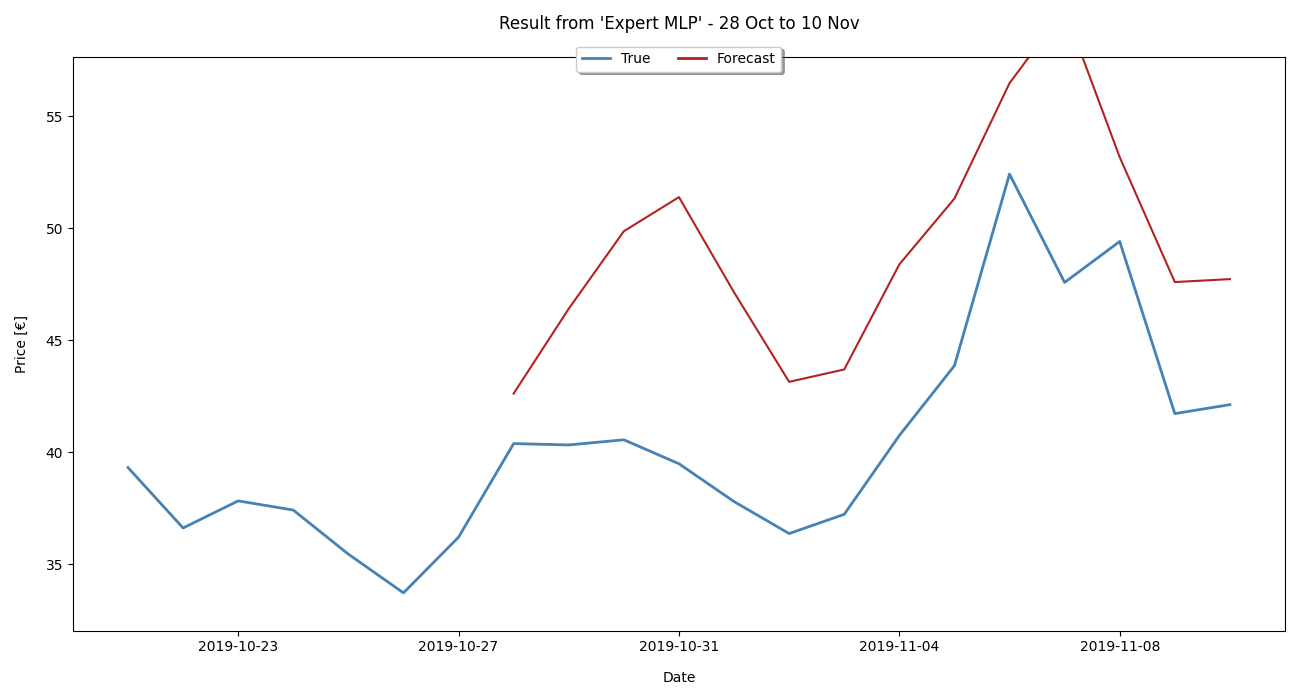 Result from 'Expert MLP' - 28 Oct to 10 Nov
True Forecast
55
50
45
40
35
Price [€]
2019-10-23 2019-10-27 2019-10-31 2019-11-04 2019-11-08
Date